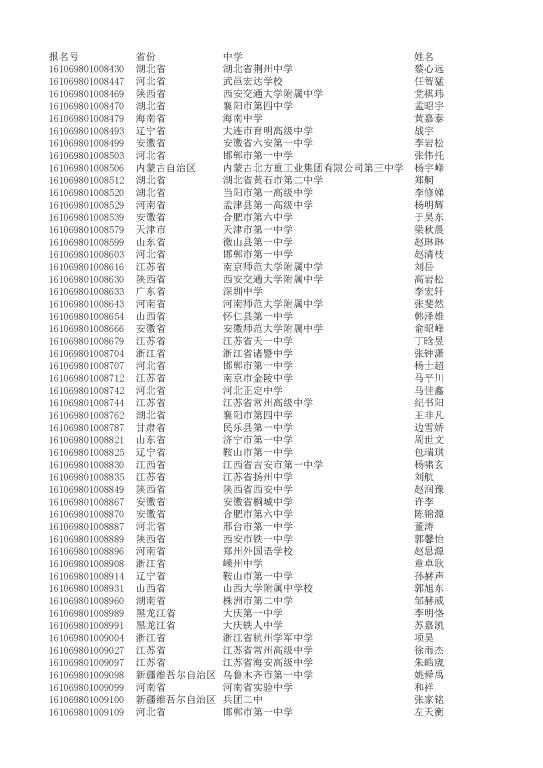 报名号 省份 中学 姓名
161069801008430 湖北省 湖北省荆州中学 蔡心远
161069801008447 河北省 武邑宏达学校 任智猛
161069801008469 陕西省 西安交通大学附属中学 党祺玮
161069801008470 湖北省 襄阳市第四中学 孟昭宇
161069801008479 海南省 海南中学 黄嘉泰
161069801008493 辽宁省 大连市育明高级中学 战宇
161069801008499 安徽省 安徽省六安第一中学 李岩松
161069801008503 河北省 邯郸市第一中学 张伟托
161069801008506 内蒙古自治区 内蒙古北方重工业集团有限公司第三中学 杨宇峰
161069801008512 湖北省 湖北省黄石市第二中学 郑舸
161069801008520 湖北省 当阳市第一高级中学 李修娣
161069801008529 河南省 孟津县第一高级中学 杨明辉
161069801008539 安徽省 合肥市第六中学 于昊东
161069801008579 天津市 天津市第一中学 梁秋晨
161069801008599 山东省 微山县第一中学 赵琳琳
161069801008603 河北省 邯郸市第一中学 赵清枝
161069801008616 江苏省 南京师范大学附属中学 刘岳
161069801008630 陕西省 西安交通大学附属中学 高岩松
161069801008633 广东省 深圳中学 李宏轩
161069801008643 河南省 河南师范大学附属中学 张斐然
161069801008654 山西省 怀仁县第一中学 韩泽雄
161069801008666 安徽省 安徽师范大学附属中学 俞昭峰
161069801008679 江苏省 江苏省天一中学 丁晗昱
161069801008704 浙江省 浙江省诸暨中学 张钟潇
161069801008707 河北省 邯郸市第一中学 杨士超
161069801008712 江苏省 南京市金陵中学 马平川
161069801008742 河北省 河北正定中学 马佳鑫
161069801008744 江苏省 江苏省常州高级中学 纪书阳
161069801008762 湖北省 襄阳市第四中学 王非凡
161069801008787 甘肃省 民乐县第一中学 边雪娇
161069801008821 山东省 济宁市第一中学 周世文
161069801008825 辽宁省 鞍山市第一中学 包瑞琪
161069801008830 江西省 江西省吉安市第一中学 杨啸玄
161069801008835 江苏省 江苏省扬州中学 刘航
161069801008849 陕西省 陕西省西安中学 赵润豫
161069801008867 安徽省 安徽省桐城中学 许李
161069801008870 安徽省 合肥市第六中学 陈锦源
161069801008887 河北省 邢台市第一中学 董涛
161069801008889 陕西省 西安市铁一中学 郭馨怡
161069801008896 河南省 郑州外国语学校 赵思源
161069801008908 浙江省 嵊州中学 章卓耿
161069801008914 辽宁省 鞍山市第一中学 孙赫声
161069801008931 山西省 山西大学附属中学校 郭旭东
161069801008960 湖南省 株洲市第二中学 邹赫威
161069801008989 黑龙江省 大庆第一中学 李明恪
161069801008991 黑龙江省 大庆铁人中学 苏嘉凯
161069801009004 浙江省 浙江省杭州学军中学 项昊
161069801009027 江苏省 江苏省常州高级中学 徐雨杰
161069801009097 江苏省 江苏省海安高级中学 朱皓晟
161069801009098 新疆维吾尔自治区 乌鲁木齐市第一中学 姚舜禹
161069801009099 河南省 河南省实验中学 和祥
161069801009100 新疆维吾尔自治区 兵团二中 张家铭
161069801009109 河北省 邯郸市第一中学 左天衡